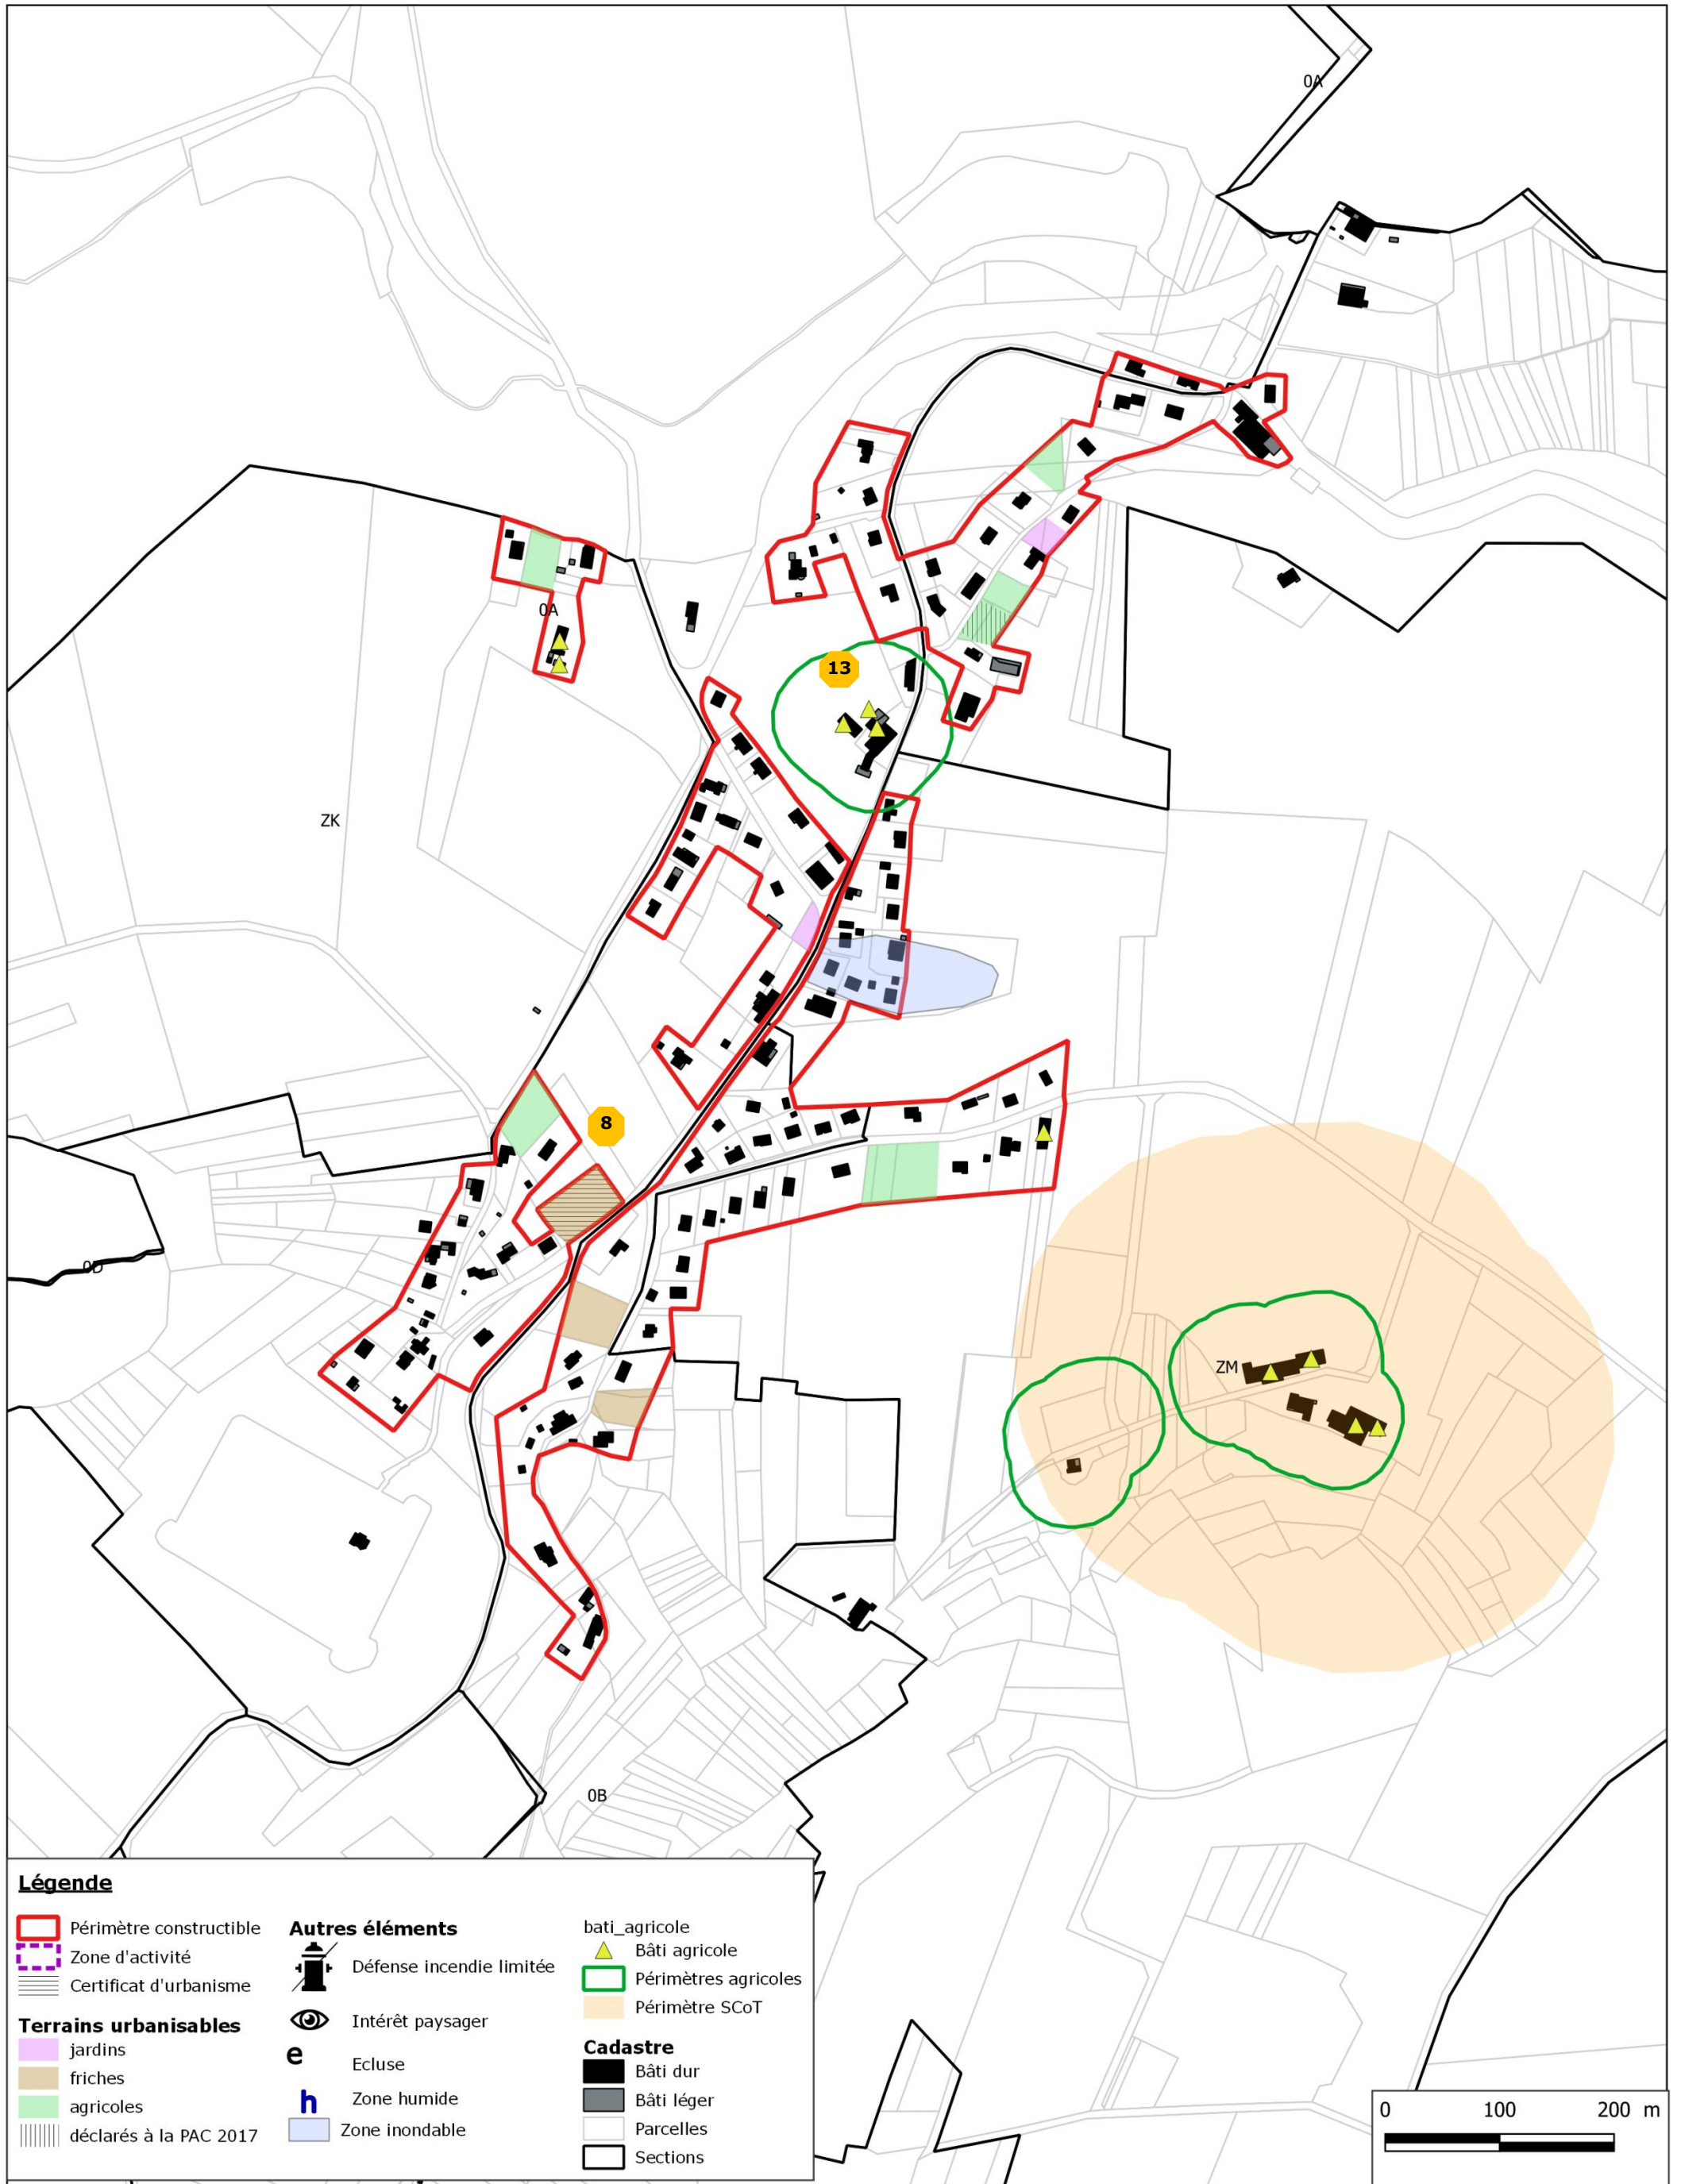 0A
0A
13
ZK
8
0D
ZM
0B
Légende
Périmètre constructible
Zone d'activité
Certificat d'urbanisme
Terrains urbanisables
jardins
friches
agricoles
déclarés à la PAC 2017
Autres éléments
Défense incendie limitée
Intérêt paysager
e Ecluse
h Zone humide
Zone inondable
bati_agricole
Bâti agricole
Périmètres agricoles
Périmètre SCoT
Cadastre
Bâti dur
Bâti léger
Parcelles
Sections
0 100 200 m